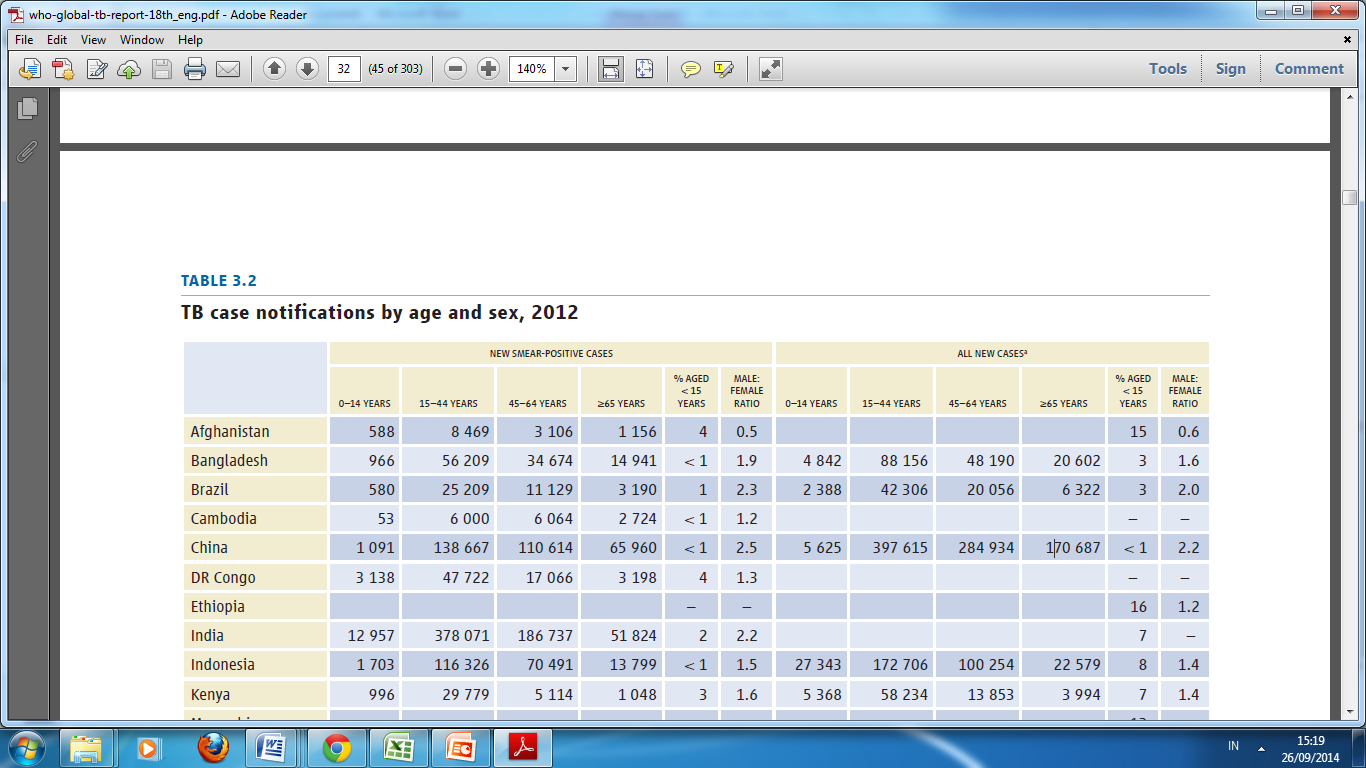 who-global-tb-report-18th_eng.pdf - Adobe Reader
File Edit View Window Help
32 (45 of 303) 140% Tools Sign Comment
TABLE 3.2
TB case notifications by age and sex, 2012
NEW SMEAR-POSITIVE CASES ALL NEW CASESª
0–14 YEARS 15–44 YEARS 45–64 YEARS ≥65 YEARS % AGED < 15 YEARS MALE: FEMALE RATIO 0–14 YEARS 15–44 YEARS 45–64 YEARS ≥65 YEARS % AGED < 15 YEARS MALE: FEMALE RATIO
Afghanistan 588 8 469 3 106 1 156 4 0.5 15 0.6
Bangladesh 966 56 209 34 674 14 941 < 1 1.9 4 842 88 156 48 190 20 602 3 1.6
Brazil 580 25 209 11 129 3 190 1 2.3 2 388 42 306 20 056 6 322 3 2.0
Cambodia 53 6 000 6 064 2 724 < 1 1.2 – –
China 1 091 138 667 110 614 65 960 < 1 2.5 5 625 397 615 284 934 170 687 < 1 2.2
DR Congo 3 138 47 722 17 066 3 198 4 1.3 – –
Ethiopia – – 16 1.2
India 12 957 378 071 186 737 51 824 2 2.2 7 –
Indonesia 1 703 116 326 70 491 13 799 < 1 1.5 27 343 172 706 100 254 22 579 8 1.4
Kenya 996 29 779 5 114 1 048 3 1.6 5 368 58 234 13 853 3 994 7 1.4
IN 15:19
26/09/2014